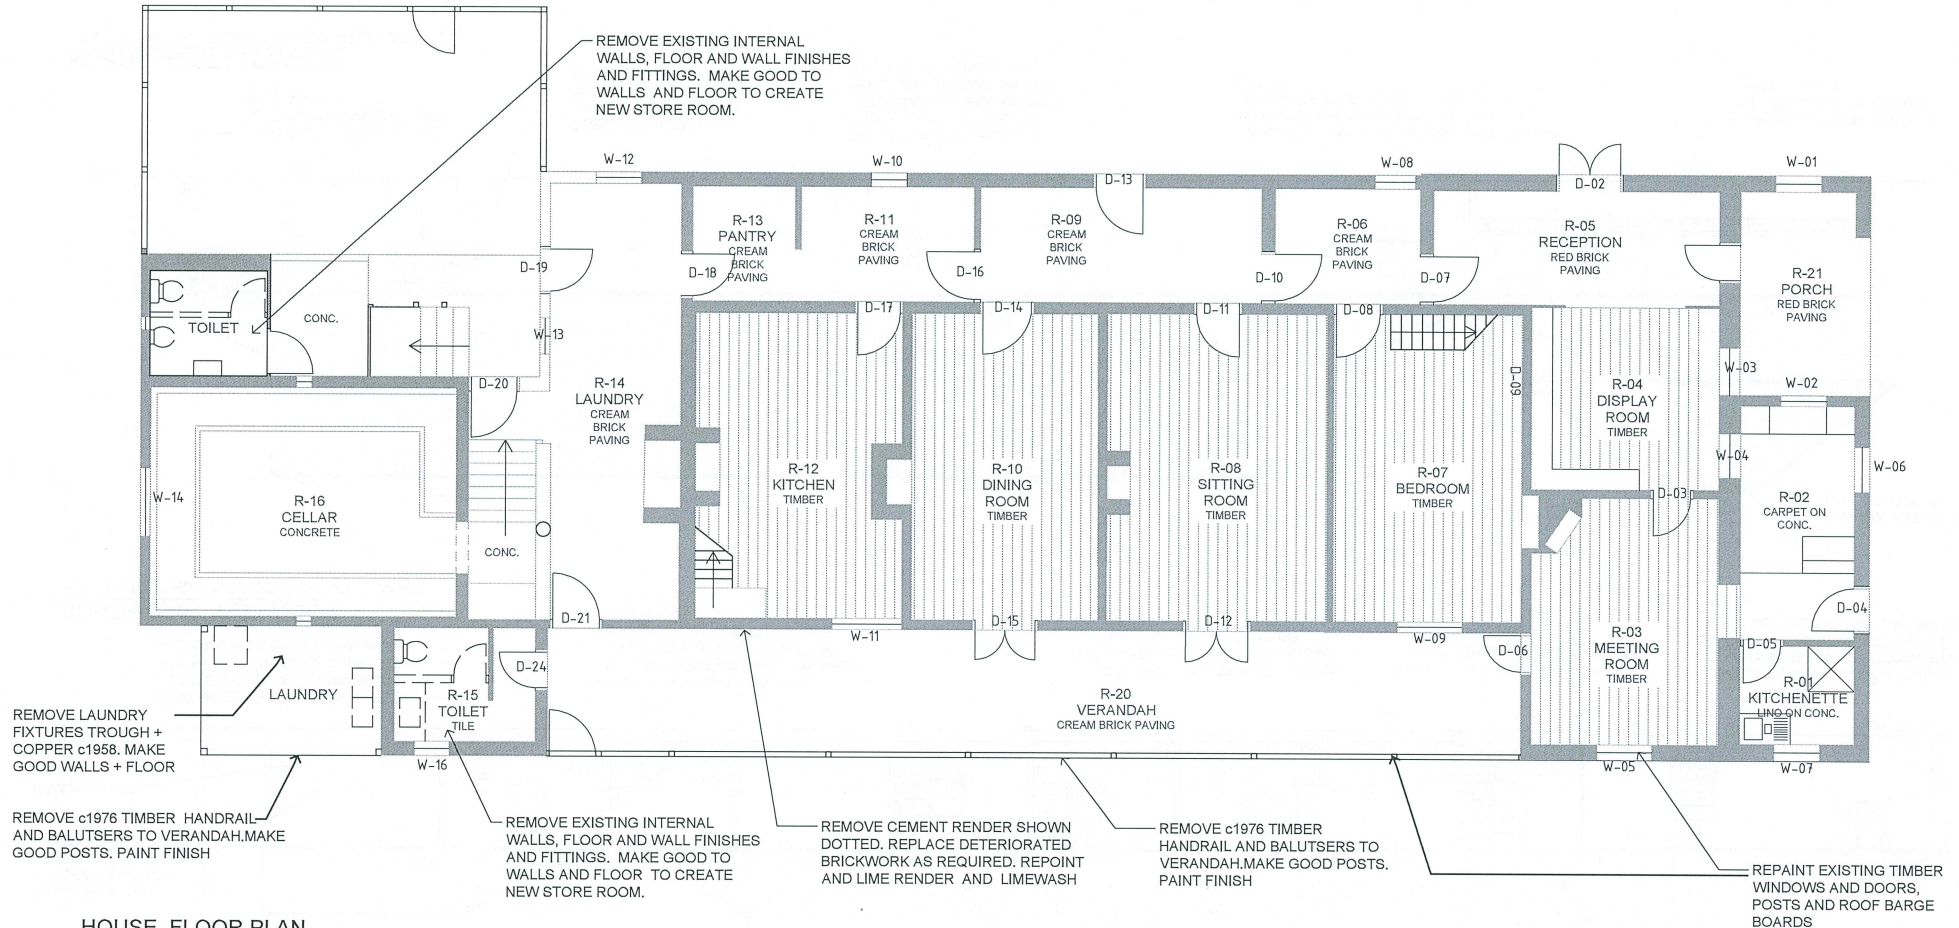 REMOVE EXISTING INTERNAL
WALLS, FLOOR AND WALL FINISHES
AND FITTINGS. MAKE GOOD TO
WALLS AND FLOOR TO CREATE
NEW STORE ROOM.
W-12
W-10
D-13
W-08
D-02
W-01
R-13
PANTRY
CREAM
BRICK
PAVING
R-11
CREAM
BRICK
PAVING
R-09
CREAM
BRICK
PAVING
R-06
CREAM
BRICK
PAVING
R-05
RECEPTION
RED BRICK
PAVING
R-21
PORCH
RED BRICK
PAVING
D-19
D-18
D-16
D-10
D-07
TOILET
CONC.
W-13
D-17
D-14
D-11
D-08
D-09
W-03
W-02
D-20
R-14
LAUNDRY
CREAM
BRICK
PAVING
R-04
DISPLAY
ROOM
TIMBER
W-04
W-06
W-14
R-16
CELLAR
CONCRETE
CONC.
R-12
KITCHEN
TIMBER
R-10
DINING
ROOM
TIMBER
R-08
SITTING
ROOM
TIMBER
R-07
BEDROOM
TIMBER
D-03
R-02
CARPET ON
CONC.
D-21
W-11
D-15
D-12
W-09
D-06
R-03
MEETING
ROOM
TIMBER
D-04
D-05
D-24
LAUNDRY
R-15
TOILET
TILE
R-20
VERANDAH
CREAM BRICK PAVING
R-01
KITCHENETTE
LINO ON CONC.
W-16
W-05
W-07
REMOVE LAUNDRY
FIXTURES TROUGH +
COPPER c1958. MAKE
GOOD WALLS + FLOOR
REMOVE c1976 TIMBER HANDRAIL
AND BALUTSERS TO VERANDAH.MAKE
GOOD POSTS. PAINT FINISH
REMOVE EXISTING INTERNAL
WALLS, FLOOR AND WALL FINISHES
AND FITTINGS. MAKE GOOD TO
WALLS AND FLOOR TO CREATE
NEW STORE ROOM.
REMOVE CEMENT RENDER SHOWN
DOTTED. REPLACE DETERIORATED
BRICKWORK AS REQUIRED. REPOINT
AND LIME RENDER AND LIMEWASH
REMOVE c1976 TIMBER
HANDRAIL AND BALUTSERS TO
VERANDAH.MAKE GOOD POSTS.
PAINT FINISH
REPAINT EXISTING TIMBER
WINDOWS AND DOORS,
POSTS AND ROOF BARGE
BOARDS
HOUSE FLOOR PLAN